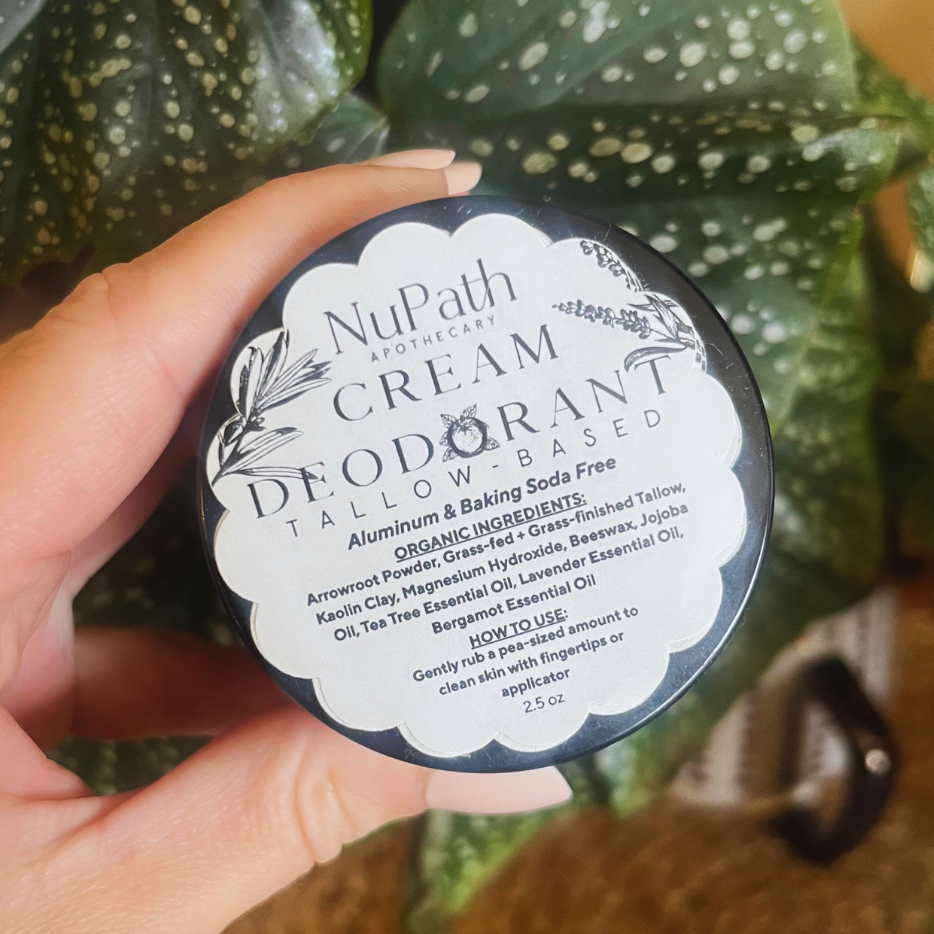 NuPath
APOTHECARY
CREAM
DEODORANT
TALLOW-BASED
Aluminum & Baking Soda Free
ORGANIC INGREDIENTS:
Arrowroot Powder, Grass-fed + Grass-finished Tallow,
Kaolin Clay, Magnesium Hydroxide, Beeswax, Jojoba
Oil, Tea Tree Essential Oil, Lavender Essential Oil,
Bergamot Essential Oil
HOW TO USE:
Gently rub a pea-sized amount to
clean skin with fingertips or
applicator
2.5 oz